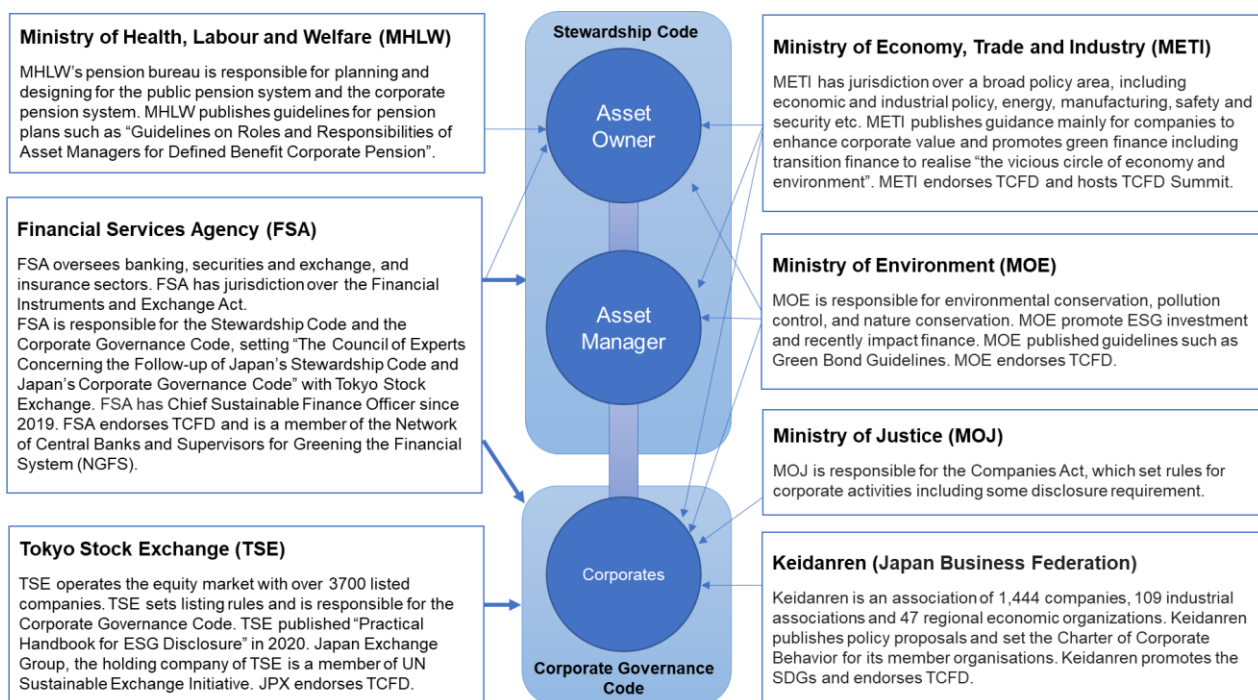 Ministry of Health, Labour and Welfare (MHLW)
MHLW's pension bureau is responsible for planning and
designing for the public pension system and the corporate
pension system. MHLW publishes guidelines for pension
plans such as “Guidelines on Roles and Responsibilities of
Asset Managers for Defined Benefit Corporate Pension”.
Financial Services Agency (FSA)
FSA oversees banking, securities and exchange, and
insurance sectors. FSA has jurisdiction over the Financial
Instruments and Exchange Act.
FSA is responsible for the Stewardship Code and the
Corporate Governance Code, setting “The Council of Experts
Concerning the Follow-up of Japan's Stewardship Code and
Japan's Corporate Governance Code” with Tokyo Stock
Exchange. FSA has Chief Sustainable Finance Officer since
2019. FSA endorses TCFD and is a member of the Network
of Central Banks and Supervisors for Greening the Financial
System (NGFS).
Tokyo Stock Exchange (TSE)
TSE operates the equity market with over 3700 listed
companies. TSE sets listing rules and is responsible for the
Corporate Governance Code. TSE published “Practical
Handbook for ESG Disclosure” in 2020. Japan Exchange
Group, the holding company of TSE is a member of UN
Sustainable Exchange Initiative. JPX endorses TCFD.
Stewardship Code
Asset
Owner
Asset
Manager
Corporates
Corporate Governance
Code
Ministry of Economy, Trade and Industry (METI)
METI has jurisdiction over a broad policy area, including
economic and industrial policy, energy, manufacturing, safety and
security etc. METI publishes guidance mainly for companies to
enhance corporate value and promotes green finance including
transition finance to realise “the vicious circle of economy and
environment”. METI endorses TCFD and hosts TCFD Summit.
Ministry of Environment (MOE)
MOE is responsible for environmental conservation, pollution
control, and nature conservation. MOE promote ESG investment
and recently impact finance. MOE published guidelines such as
Green Bond Guidelines. MOE endorses TCFD.
Ministry of Justice (MOJ)
MOJ is responsible for the Companies Act, which set rules for
corporate activities including some disclosure requirement.
Keidanren (Japan Business Federation)
Keidanren is an association of 1,444 companies, 109 industrial
associations and 47 regional economic organizations. Keidanren
publishes policy proposals and set the Charter of Corporate
Behavior for its member organisations. Keidanren promotes the
SDGs and endorses TCFD.